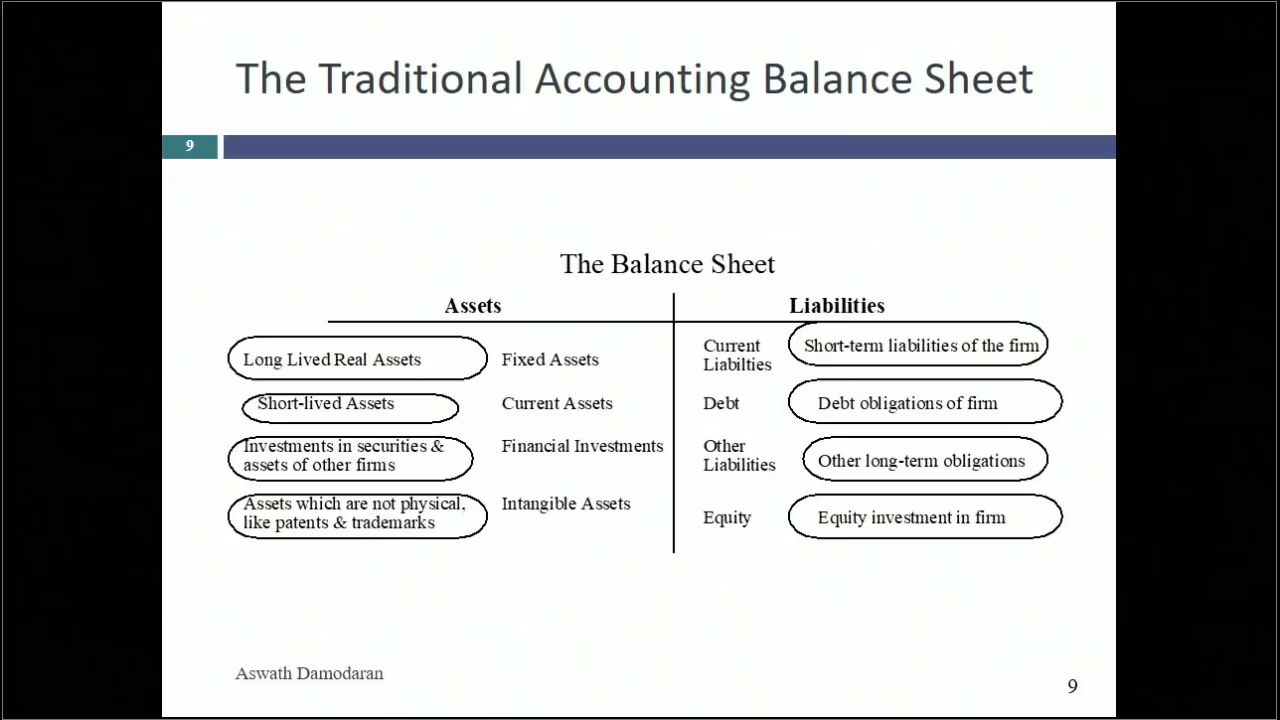 The Traditional Accounting Balance Sheet
9
The Balance Sheet
Assets
Liabilities
Long Lived Real Assets
Fixed Assets
Short-lived Assets
Current Assets
Investments in securities &
assets of other firms
Financial Investments
Assets which are not physical,
like patents & trademarks
Intangible Assets
Current
Liabilties
Short-term liabilities of the firm
Debt
Debt obligations of firm
Other
Liabilities
Other long-term obligations
Equity
Equity investment in firm
Aswath Damodaran
9